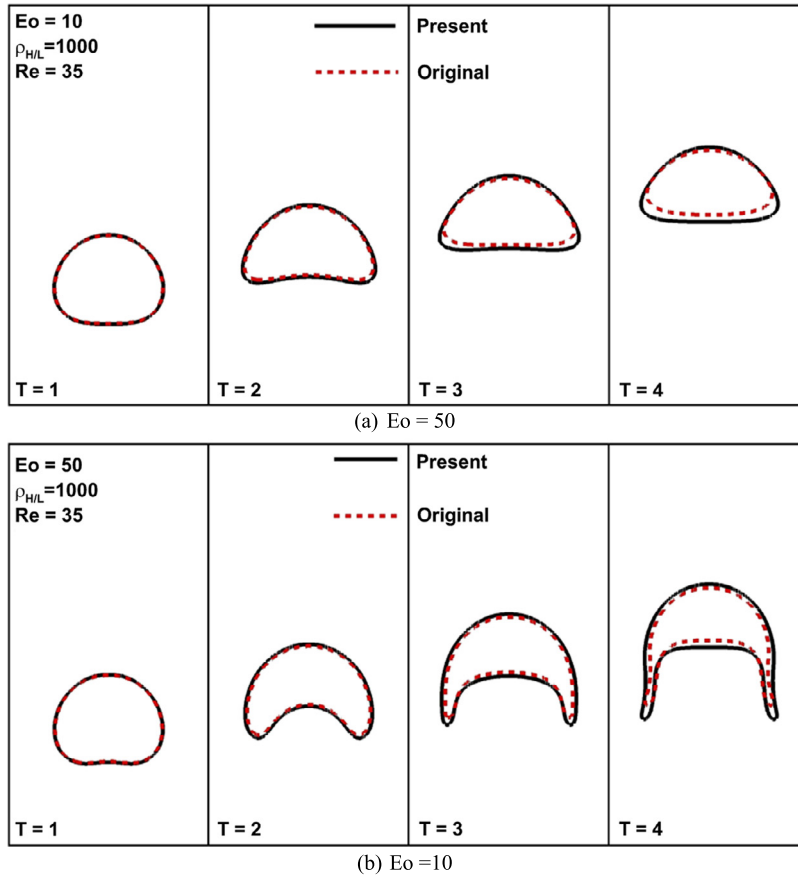 Eo = 10
ρH/L=1000
Re = 35
Present
Original
T = 1
T = 2
T = 3
T = 4
(a) Eo = 50
Eo = 50
ρH/L=1000
Re = 35
Present
Original
T = 1
T = 2
T = 3
T = 4
(b) Eo =10